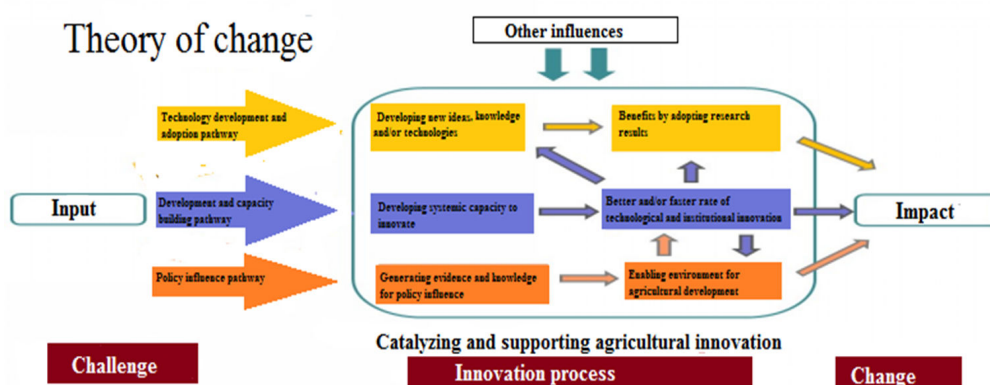 Theory of change
Other influences
Technology development and
adoption pathway
Developing new ideas, knowledge
and/or technologies
Benefits by adopting research
results
Input
Development and capacity
building pathway
Developing systemic capacity to
innovate
Better and/or faster rate of
technological and institutional innovation
Impact
Policy influence pathway
Generating evidence and knowledge
for policy influence
Enabling environment for
agricultural development
Catalyzing and supporting agricultural innovation
Challenge
Innovation process
Change